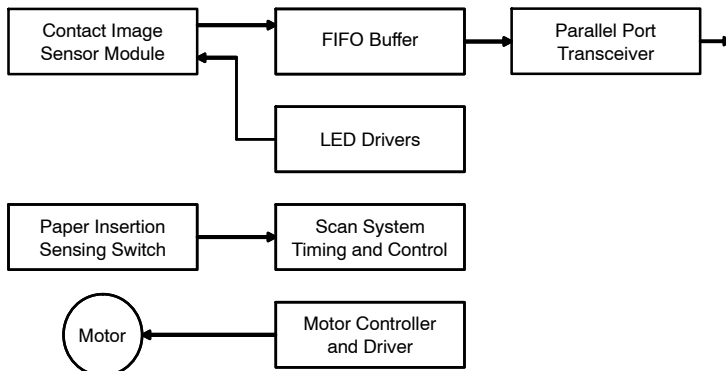 Contact Image
Sensor Module
FIFO Buffer
Parallel Port
Transceiver
LED Drivers
Paper Insertion
Sensing Switch
Scan System
Timing and Control
Motor
Motor Controller
and Driver